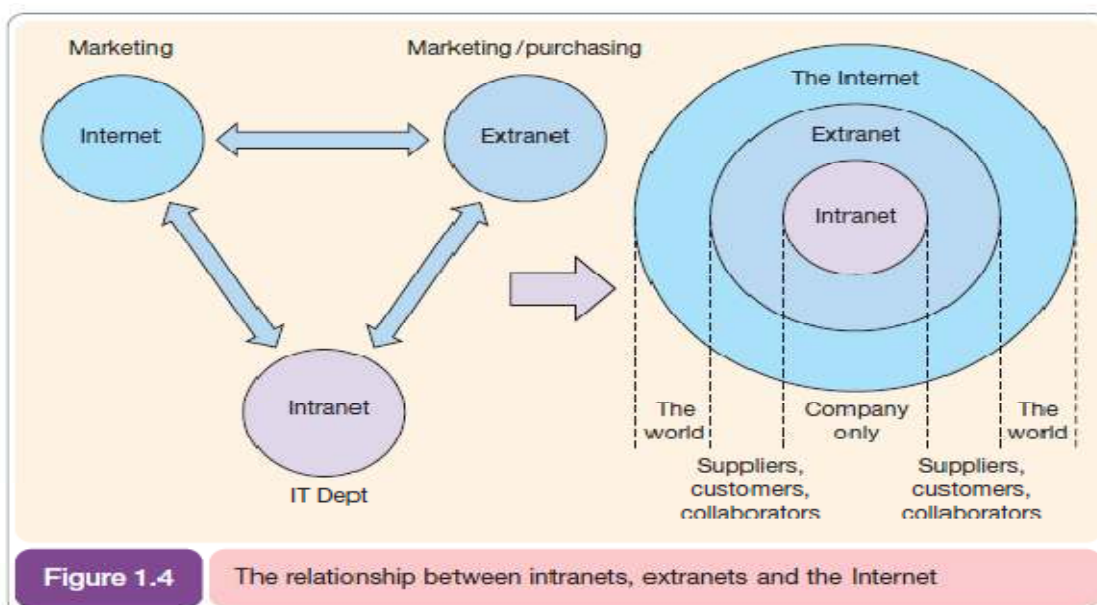 Marketing
Marketing/purchasing
Internet
Extranet
Intranet
IT Dept
The Internet
Extranet
Intranet
The
world
Suppliers,
customers,
collaborators
Company
only
Suppliers,
customers,
collaborators
The
world
Figure 1.4
The relationship between intranets, extranets and the Internet